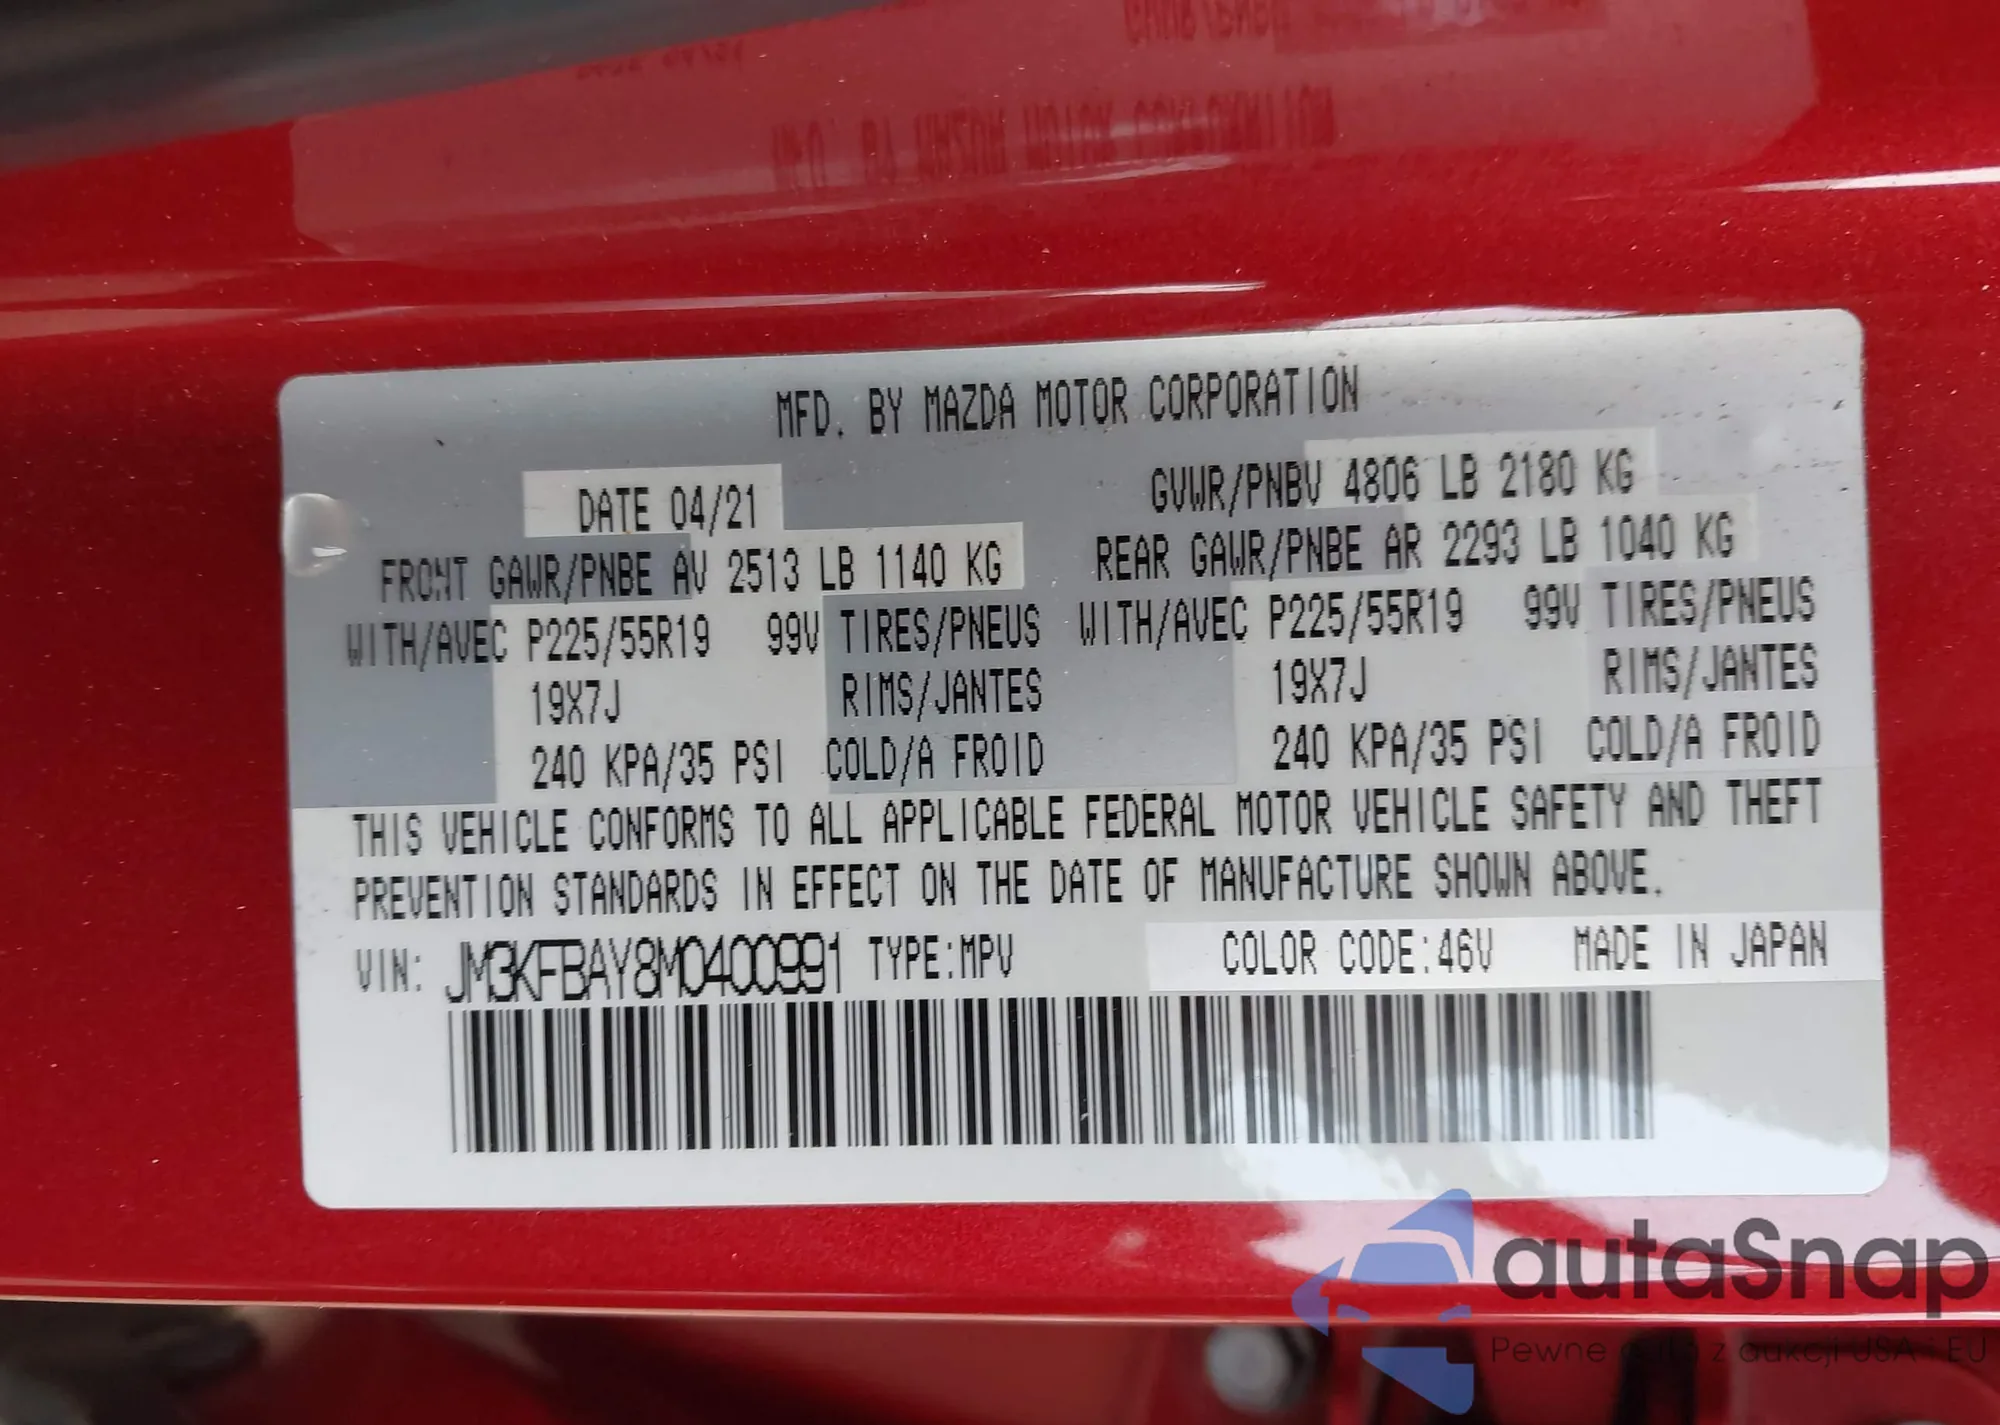 MFD. BY MAZDA MOTOR CORPORATION
DATE 04/21
GVWR/PNBV 4806 LB 2180 KG
FRONT GAWR/PNBE AV 2513 LB 1140 KG
REAR GAWR/PNBE AR 2293 LB 1040 KG
WITH/AVEC P225/55R19 99V TIRES/PNEUS
WITH/AVEC P225/55R19 99V TIRES/PNEUS
19X7J RIMS/JANTES
19X7J RIMS/JANTES
240 KPA/35 PSI COLD/A FROID
240 KPA/35 PSI COLD/A FROID
THIS VEHICLE CONFORMS TO ALL APPLICABLE FEDERAL MOTOR VEHICLE SAFETY AND THEFT
PREVENTION STANDARDS IN EFFECT ON THE DATE OF MANUFACTURE SHOWN ABOVE.
VIN: JM3KFBAY8M0400991 TYPE:MPV COLOR CODE:46V MADE IN JAPAN
autaSnap
Pewne auta z aukcji USA i EU